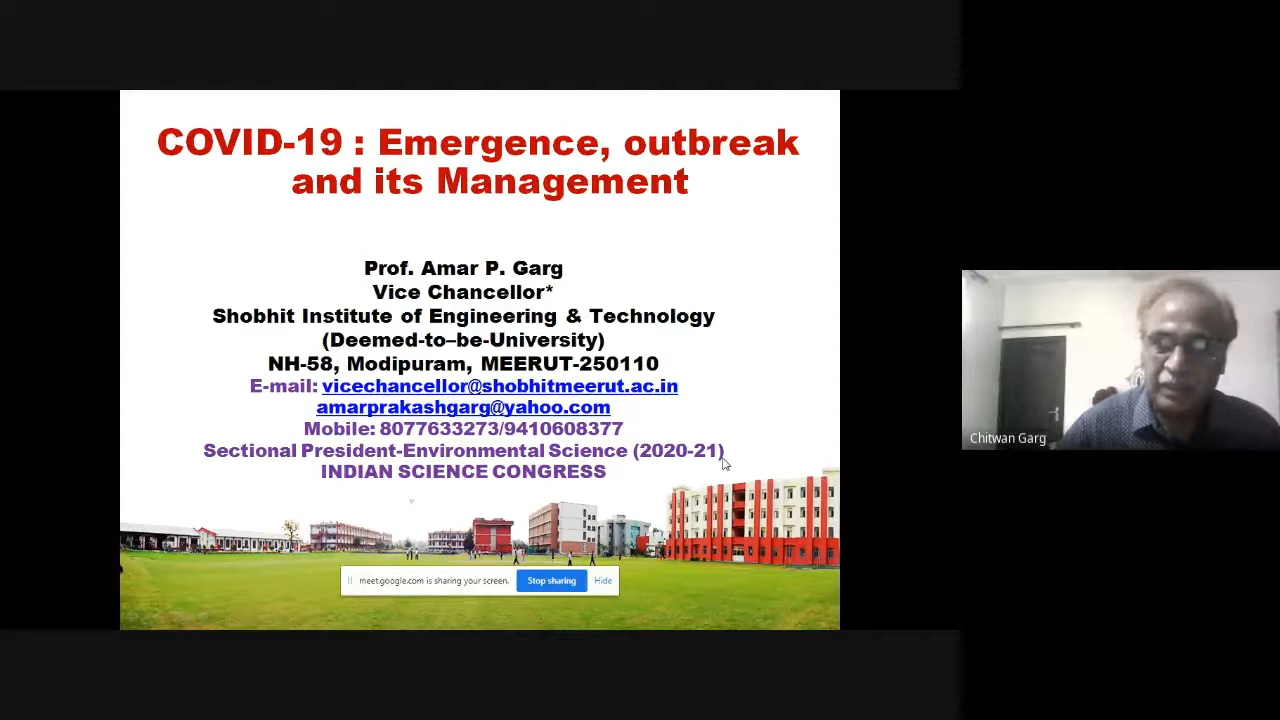 COVID-19 : Emergence, outbreak
and its Management
Prof. Amar P. Garg
Vice Chancellor*
Shobhit Institute of Engineering & Technology
(Deemed-to–be-University)
NH-58, Modipuram, MEERUT-250110
E-mail: vicechancellor@shobhitmeerut.ac.in
amarprakashgarg@yahoo.com
Mobile: 8077633273/9410608377
Sectional President-Environmental Science (2020-21)
INDIAN SCIENCE CONGRESS
meet.google.com is sharing your screen. Stop sharing Hide
Chitwan Garg